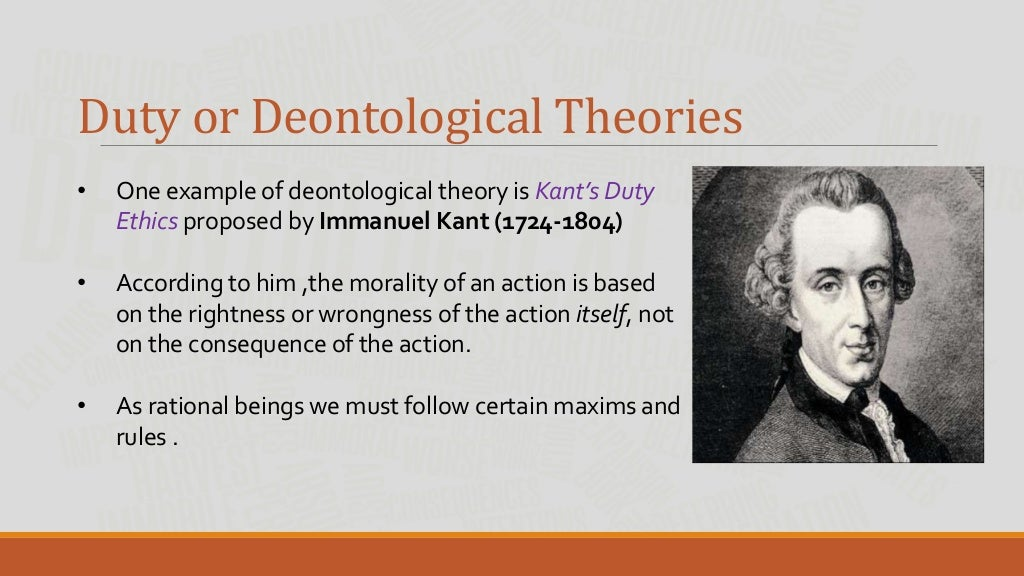 Duty or Deontological Theories
• One example of deontological theory is Kant's Duty
Ethics proposed by Immanuel Kant (1724-1804)
• According to him ,the morality of an action is based
on the rightness or wrongness of the action itself, not
on the consequence of the action.
• As rational beings we must follow certain maxims and
rules .